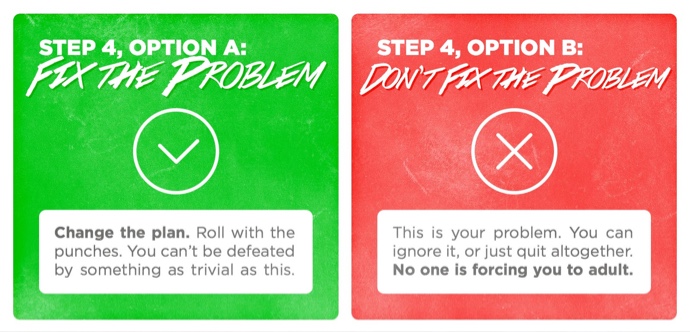 STEP 4, OPTION A:
FIX THE PROBLEM
Change the plan. Roll with the
punches. You can't be defeated
by something as trivial as this.
STEP 4, OPTION B:
DON'T FIX THE PROBLEM
This is your problem. You can
ignore it, or just quit altogether.
No one is forcing you to adult.